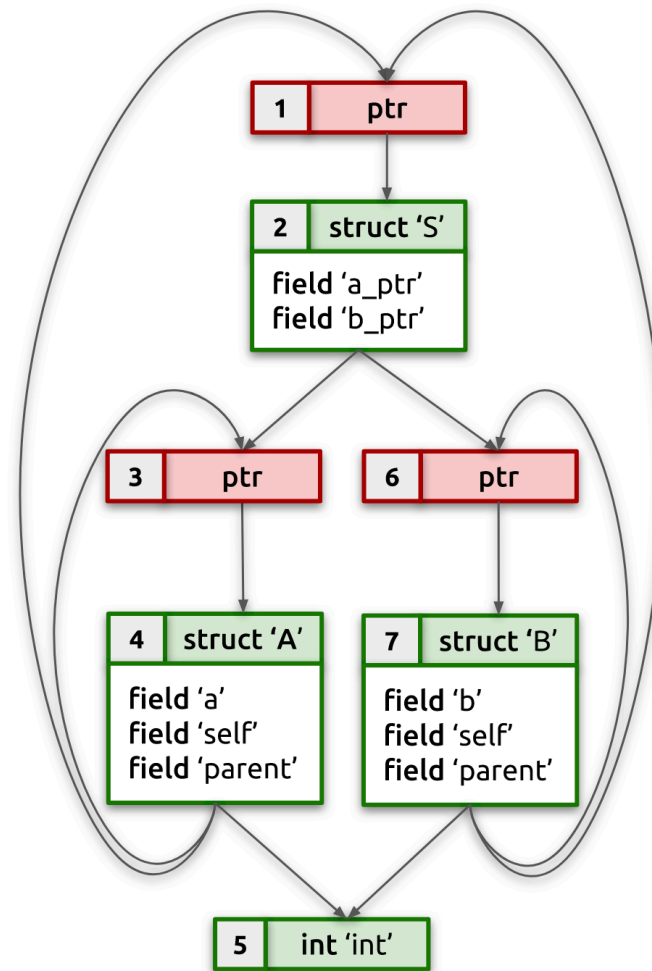 1 ptr
2 struct ‘S’
field ‘a_ptr’
field ‘b_ptr’
3 ptr
6 ptr
4 struct ‘A’
field ‘a’
field ‘self’
field ‘parent’
7 struct ‘B’
field ‘b’
field ‘self’
field ‘parent’
5 int ‘int’